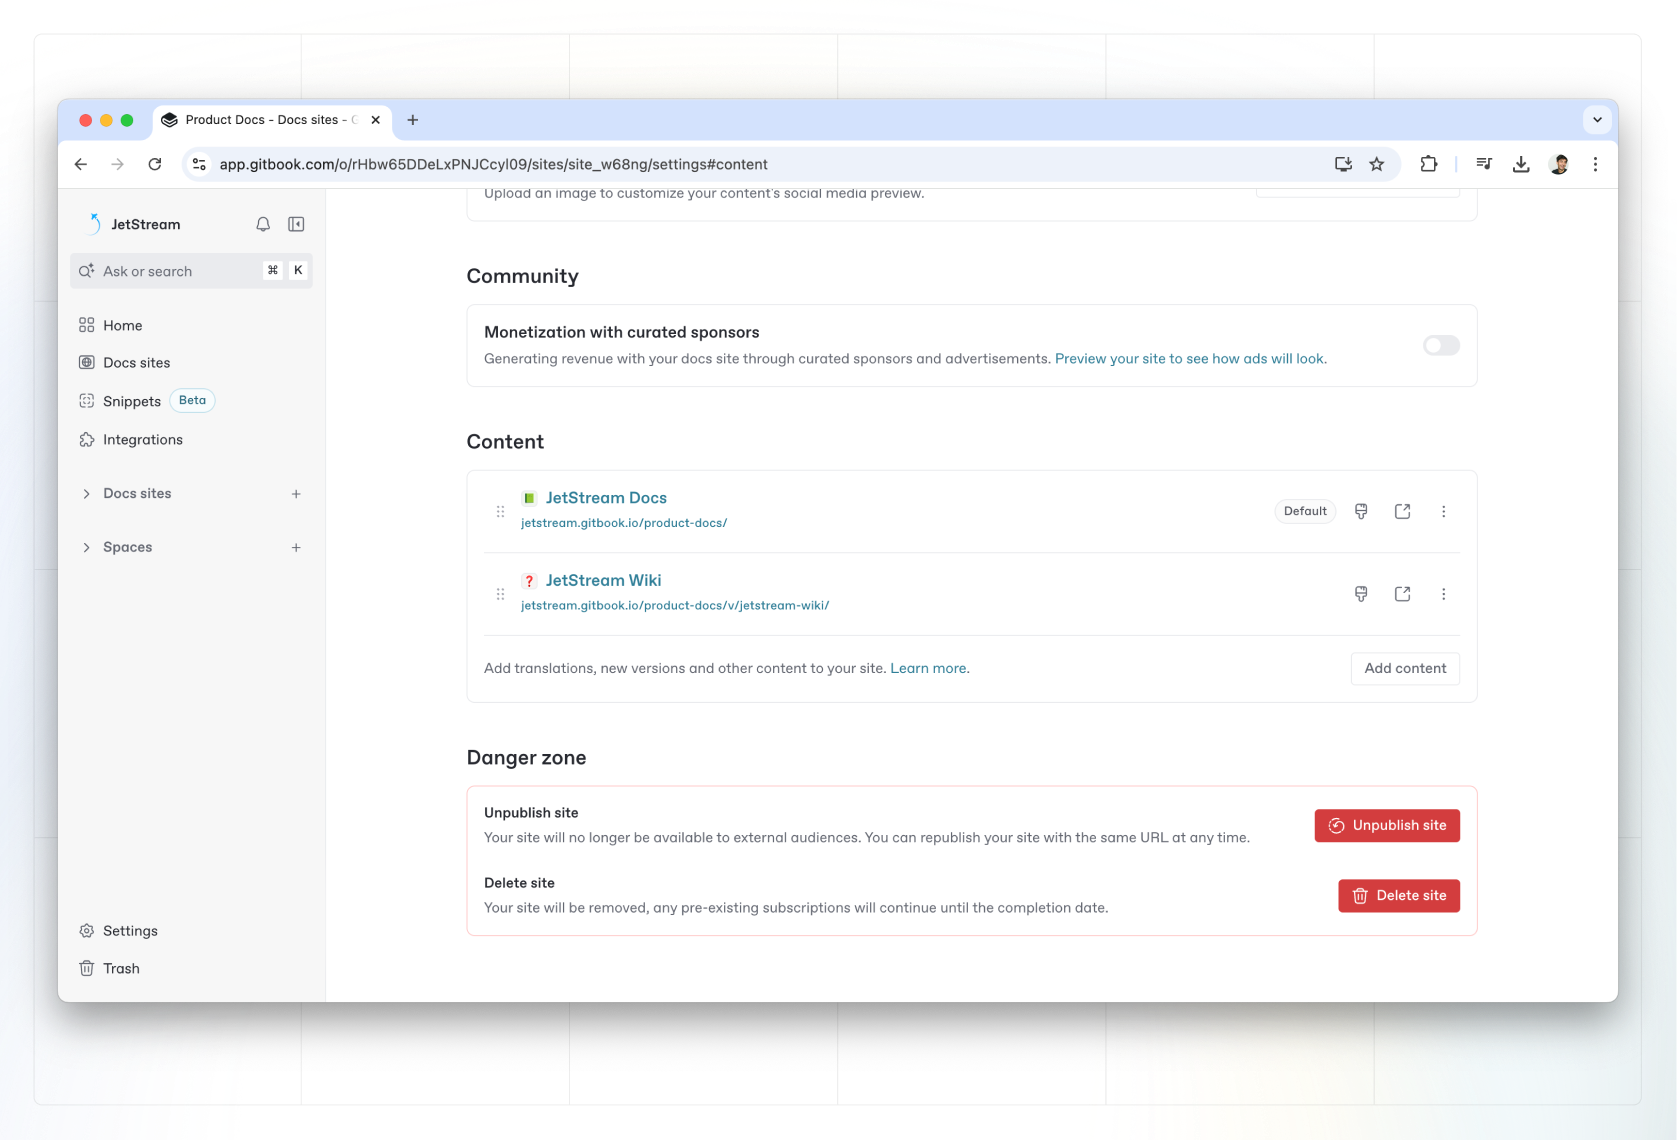 Product Docs - Docs sites - G
app.gitbook.com/o/rHbw65DDeLxPNJCcyl09/sites/site_w68ng/settings#content
JetStream
Ask or search
⌘ K
Home
Docs sites
Snippets Beta
Integrations
Docs sites
Spaces
Settings
Trash
Upload an image to customize your content's social media preview.
Community
Monetization with curated sponsors
Generating revenue with your docs site through curated sponsors and advertisements. Preview your site to see how ads will look.
Content
JetStream Docs
jetstream.gitbook.io/product-docs/
Default
JetStream Wiki
jetstream.gitbook.io/product-docs/v/jetstream-wiki/
Add translations, new versions and other content to your site. Learn more.
Add content
Danger zone
Unpublish site
Your site will no longer be available to external audiences. You can republish your site with the same URL at any time.
Unpublish site
Delete site
Your site will be removed, any pre-existing subscriptions will continue until the completion date.
Delete site